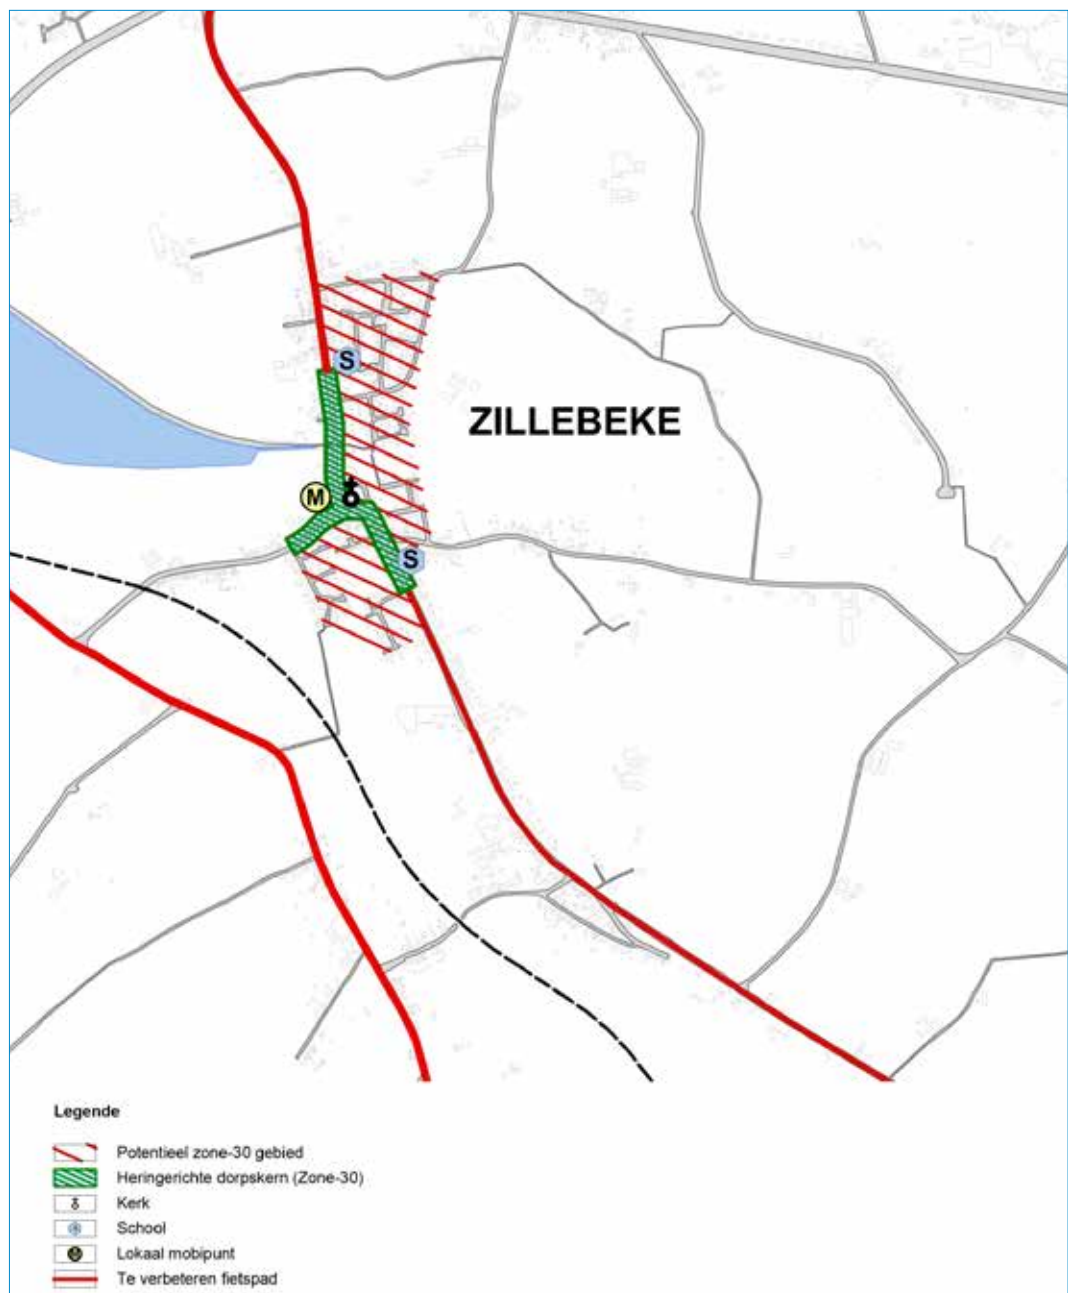 S
ZILLEBEKE
M
S
Legende
Potentieel zone-30 gebied
Heringerichte dorpskern (Zone-30)
Kerk
School
Lokaal mobipunt
Te verbeteren fietspad